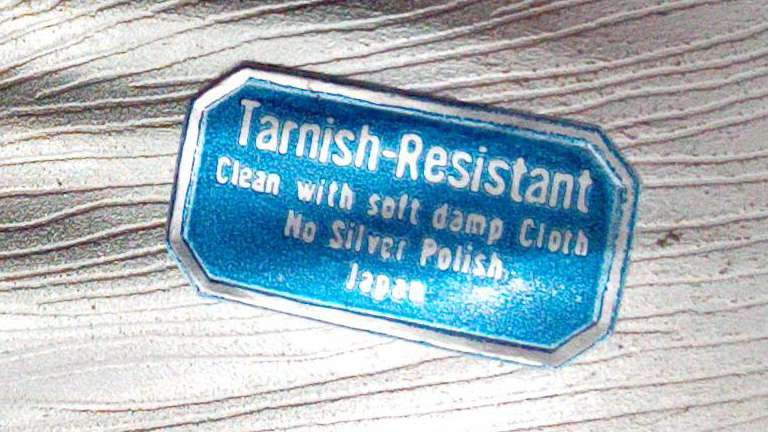 Tarnish-Resistant
Clean with soft damp Cloth
No Silver Polish
Japan